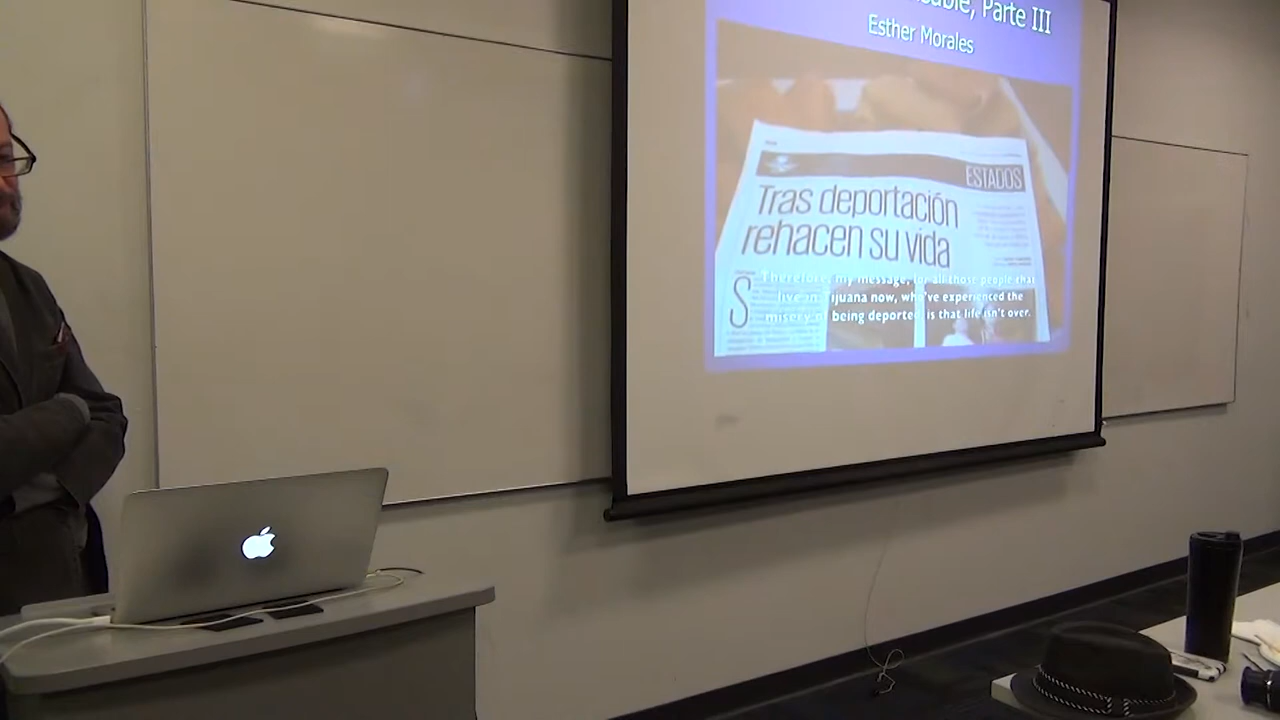 Parte III
Esther Morales
ESTADOS
Tras deportación
rehacen su vida
S
Therefore, my message, for all those people that
live in ijuana now, who've experienced the
misery of being deported is that life isn't over.